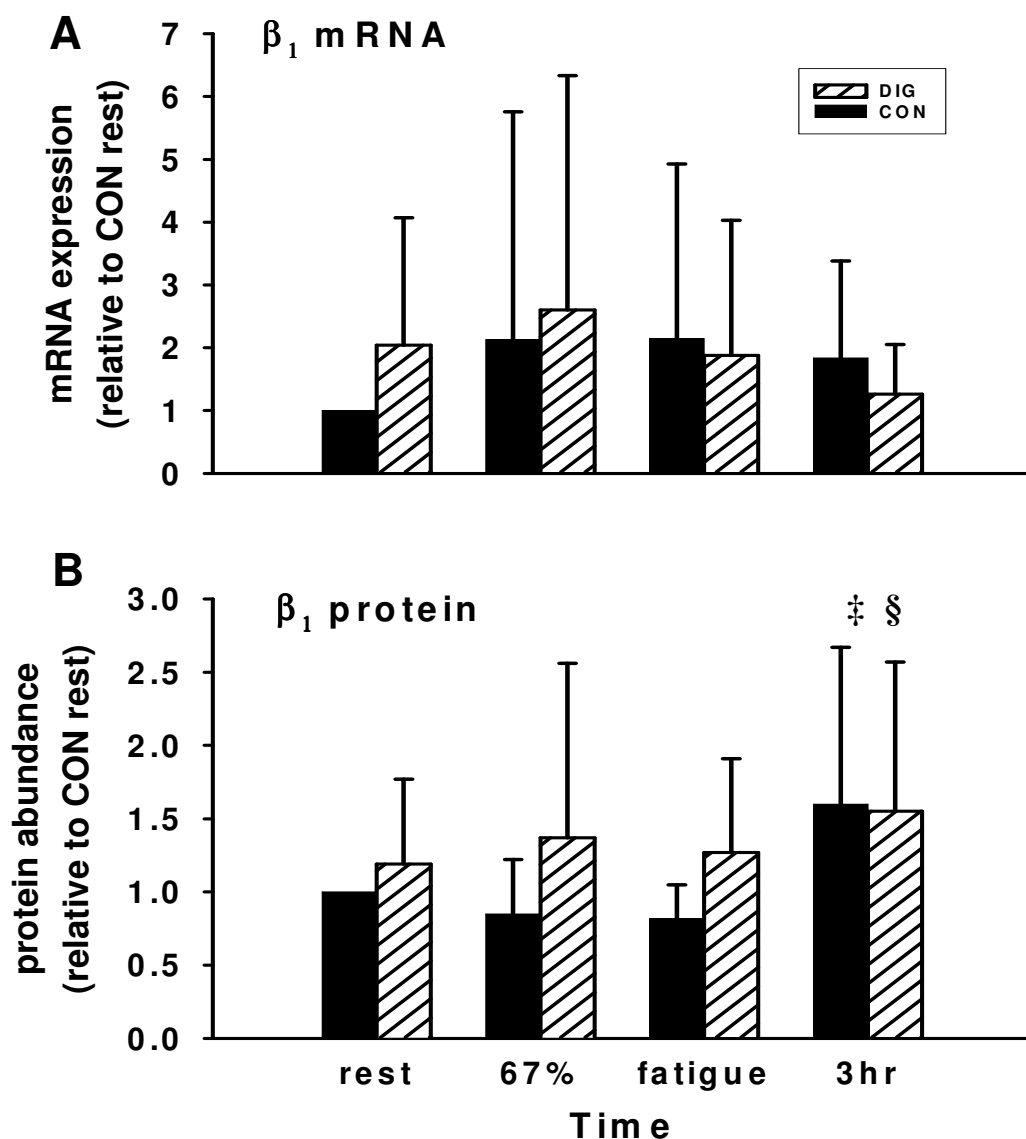 A
β1 mRNA
DIG
CON
mRNA expression
(relative to CON rest)
7
6
5
4
3
2
1
0
B
β1 protein
‡ §
protein abundance
(relative to CON rest)
3.0
2.5
2.0
1.5
1.0
0.5
0.0
rest 67% fatigue 3hr
Time